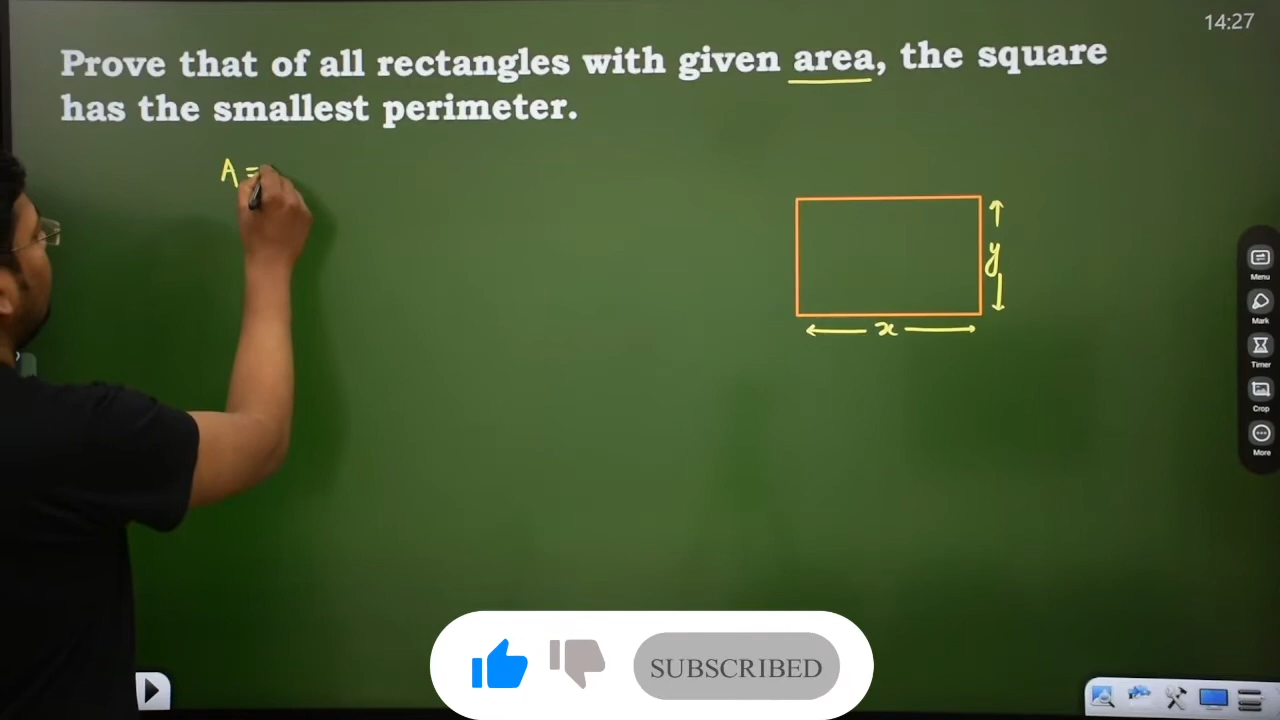 14:27
Prove that of all rectangles with given area, the square
has the smallest perimeter.
A =
y
x
Menu
Mark
Timer
Crop
More
SUBSCRIBED